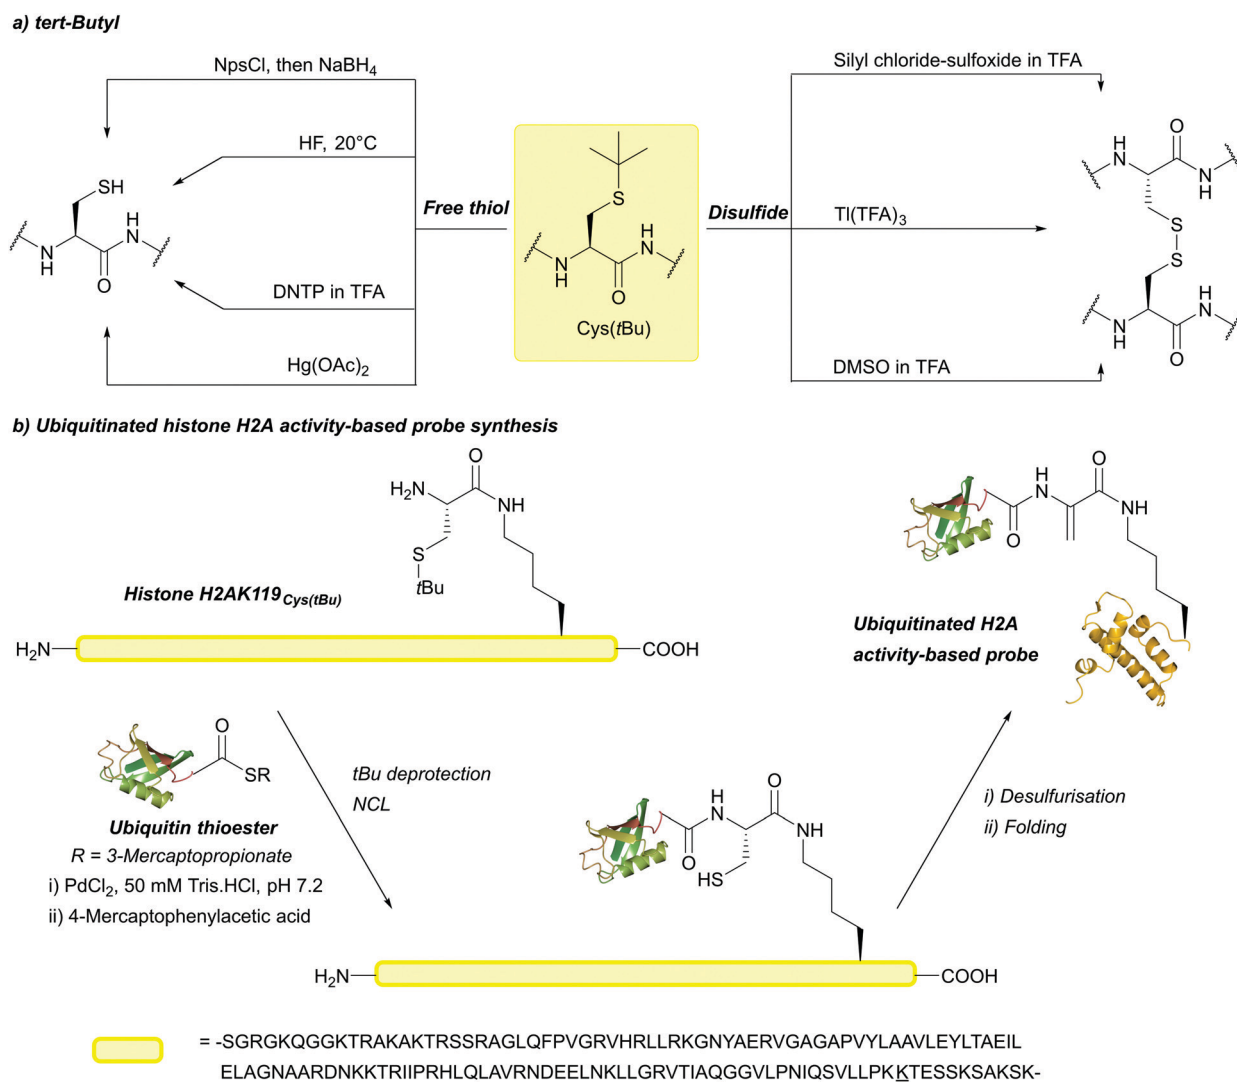 a) tert-Butyl
NpsCl, then NaBH4
HF, 20°C
DNTP in TFA
Hg(OAc)2
SH
N
H
O
H
N
Free thiol
S
N
H
O
NH
Cys(tBu)
Disulfide
Silyl chloride-sulfoxide in TFA
Tl(TFA)3
DMSO in TFA
H
N
O
N
H
S
S
N
H
O
H
N
b) Ubiquitinated histone H2A activity-based probe synthesis
H2N
O
NH
S
tBu
Histone H2AK119Cys(tBu)
H2N
COOH
O
SR
Ubiquitin thioester
R = 3-Mercaptopropionate
i) PdCl2, 50 mM Tris.HCl, pH 7.2
ii) 4-Mercaptophenylacetic acid
tBu deprotection
NCL
O
H
N
O
NH
HS
H2N
COOH
i) Desulfurisation
ii) Folding
O
H
N
O
NH
Ubiquitinated H2A
activity-based probe
= -SGRGKQGGKTRAKAKTRSSRAGLQFPVGRVHRLLRKGNYAERVGAGAPVYLAAVLEYLTAEIL
ELAGNAARDNKKTRIIPRHLQLAVRNDEELNKLLGRVTIAQGGVLPNIQSVLLPKKTESSKSAKSK-